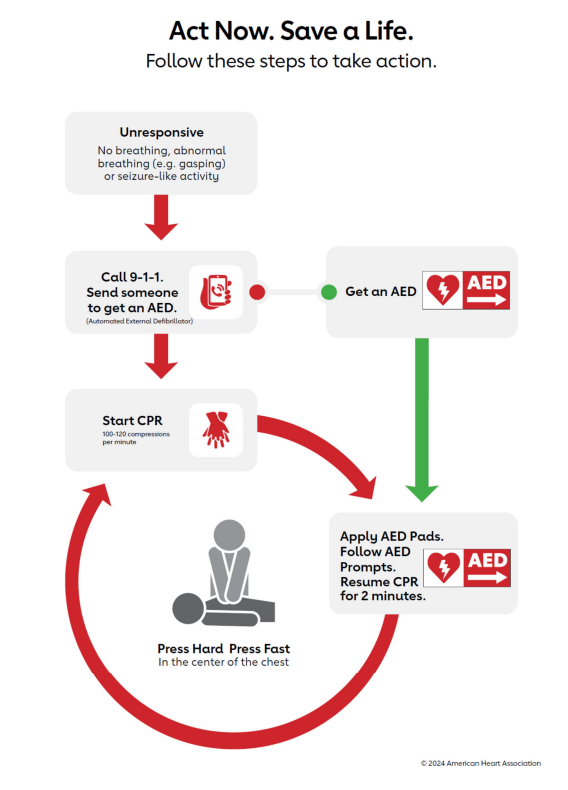 Act Now. Save a Life.
Follow these steps to take action.
Unresponsive
No breathing, abnormal
breathing (e.g. gasping)
or seizure-like activity
Call 9-1-1.
Send someone
to get an AED.
(Automated External Defibrillator)
Get an AED
AED
Start CPR
100-120 compressions
per minute
Apply AED Pads.
Follow AED
Prompts.
Resume CPR
for 2 minutes.
AED
Press Hard Press Fast
In the center of the chest
© 2024 American Heart Association